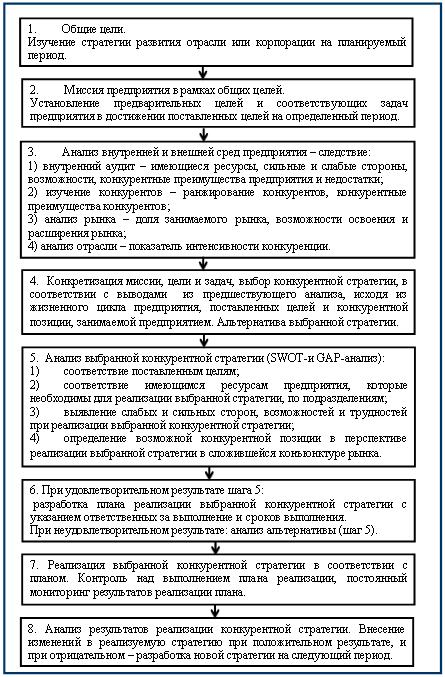 1. Общие цели.
Изучение стратегии развития отрасли или корпорации на планируемый
период.
2. Миссия предприятия в рамках общих целей.
Установление предварительных целей и соответствующих задач
предприятия в достижении поставленных целей на определенный период.
3. Анализ внутренней и внешней сред предприятия – следствие:
1) внутренний аудит – имеющиеся ресурсы, сильные и слабые стороны,
возможности, конкурентные преимущества предприятия и недостатки;
2) изучение конкурентов – ранжирование конкурентов, конкурентные
преимущества конкурентов;
3) анализ рынка – доля занимаемого рынка, возможности освоения и
расширения рынка;
4) анализ отрасли – показатель интенсивности конкуренции.
4. Конкретизация миссии, цели и задач, выбор конкурентной стратегии, в
соответствии с выводами из предшествующего анализа, исходя из
жизненного цикла предприятия, поставленных целей и конкурентной
позиции, занимаемой предприятием. Альтернатива выбранной стратегии.
5. Анализ выбранной конкурентной стратегии (SWOT-и GAP-анализ):
1) соответствие поставленным целям;
2) соответствие имеющимся ресурсам предприятия, которые
необходимы для реализации выбранной стратегии, по подразделениям;
3) выявление слабых и сильных сторон, возможностей и трудностей
при реализации выбранной конкурентной стратегии;
4) определение возможной конкурентной позиции в перспективе
реализации выбранной стратегии в сложившейся конъюнктуре рынка.
6. При удовлетворительном результате шага 5:
разработка плана реализации выбранной конкурентной стратегии с
указанием ответственных за выполнение и сроков выполнения.
При неудовлетворительном результате: анализ альтернативы (шаг 5).
7. Реализация выбранной конкурентной стратегии в соответствии с
планом. Контроль над выполнением плана реализации, постоянный
мониторинг результатов реализации плана.
8. Анализ результатов реализации конкурентной стратегии. Внесение
изменений в реализуемую стратегию при положительном результате, и
при отрицательном – разработка новой стратегии на следующий период.